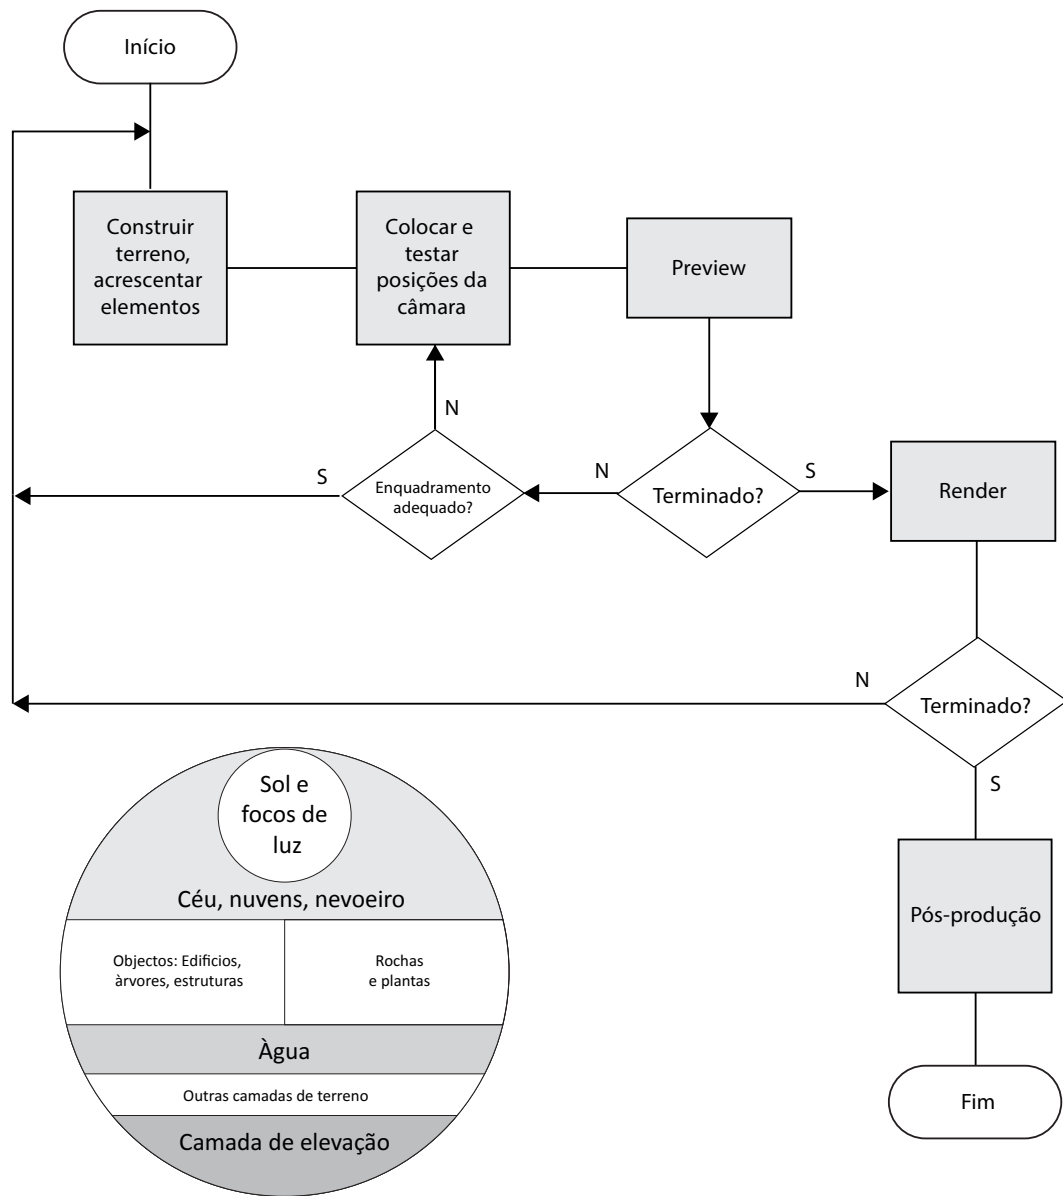 Início
Construir
terreno,
acrescentar
elementos
Colocar e
testar
posições da
câmara
Preview
N
S
Enquadramento
adequado?
N
Terminado?
S
Render
N
Terminado?
S
Pós-produção
Fim
Sol e
focos de
luz
Céu, nuvens, nevoeiro
Objectos: Edificios,
àrvores, estruturas
Rochas
e plantas
Àgua
Outras camadas de terreno
Camada de elevação